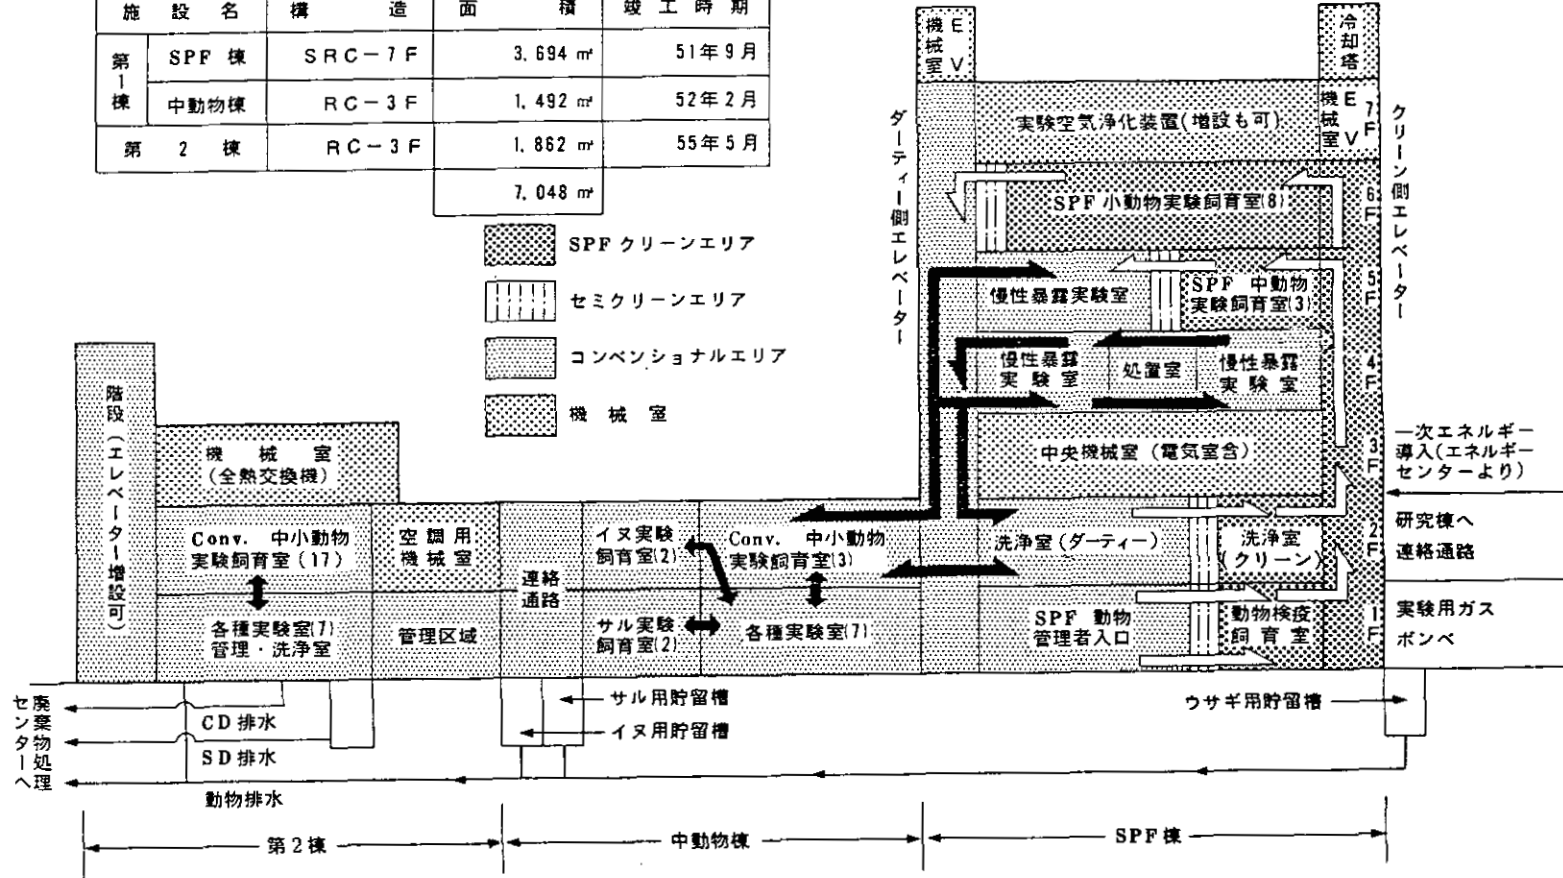 施設名 構造 面積 竣工時期
第1棟 SPF棟 SRC-7F 3,694㎡ 51年9月
中動物棟 RC-3F 1,492㎡ 52年2月
第2棟 RC-3F 1,862㎡ 55年5月
7,048㎡
SPFクリーンエリア
セミクリーンエリア
コンベンショナルエリア
機械室
EV
機械室
冷却塔
EV
機械室
7F
実験空気浄化装置(増設も可)
ダーティー側エレベーター
クリーン側エレベーター
SPF小動物実験飼育室(8)
6F
慢性暴露実験室
SPF 中動物
実験飼育室(3)
5F
慢性暴露
実験室
処置室
慢性暴露
実験室
4F
中央機械室(電気室含)
3F
一次エネルギー
導入(エネルギー
センターより)
階段(エレベーター増設可)
機械室
(全熱交換機)
Conv. 中小動物
実験飼育室(17)
空調用
機械室
連絡
通路
イヌ実験
飼育室(2)
Conv. 中小動物
実験飼育室(3)
洗浄室(ダーティー)
洗浄室
(クリーン)
2F
研究棟へ
連絡通路
各種実験室(7)
管理・洗浄室
管理区域
サル実験
飼育室(2)
各種実験室(7)
SPF 動物
管理者入口
動物検疫
飼育室
1F
実験用ガス
ボンベ
廃棄物処理
センターへ
CD排水
SD排水
動物排水
サル用貯留槽
イヌ用貯留槽
ウサギ用貯留槽
第2棟
中動物棟
SPF棟